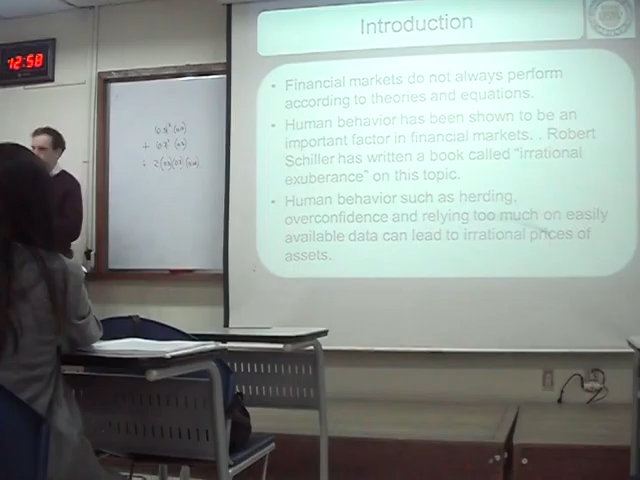 Introduction
12:58
• Financial markets do not always perform
according to theories and equations.
• Human behavior has been shown to be an
important factor in financial markets. . Robert
Schiller has written a book called "irrational
exuberance" on this topic.
• Human behavior such as herding,
overconfidence and relying too much on easily
available data can lead to irrational prices of
assets.